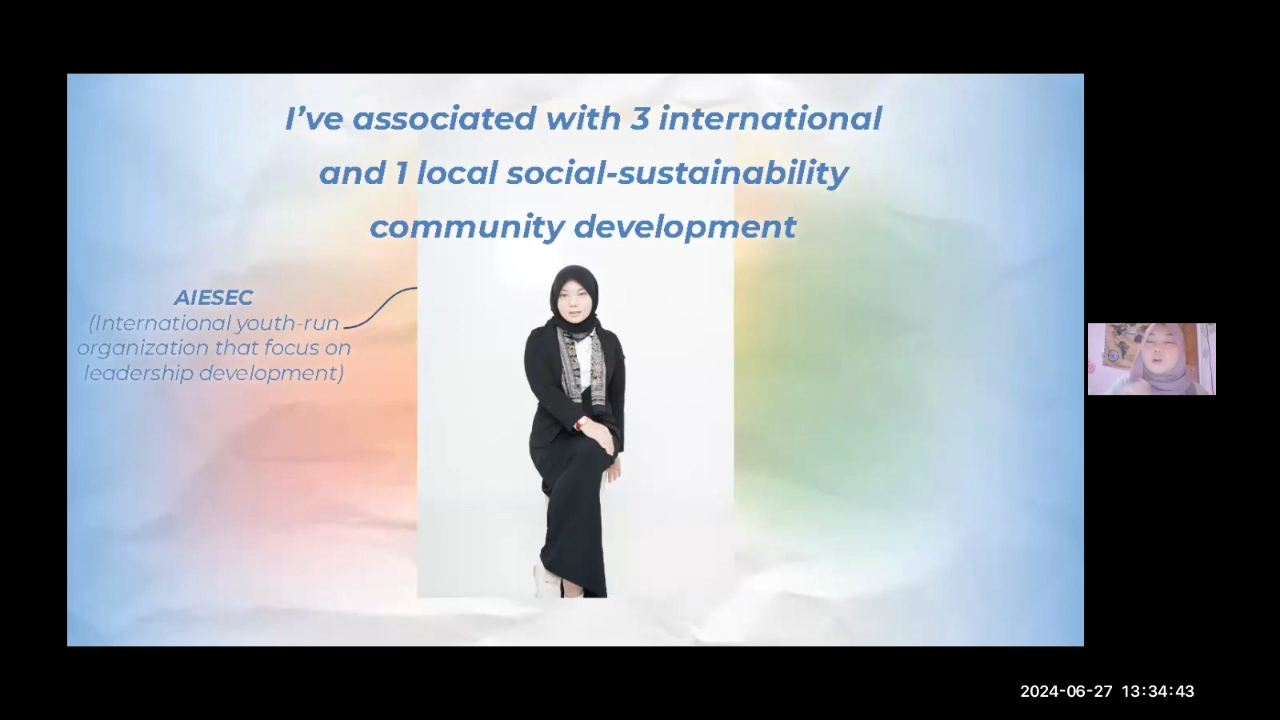 I've associated with 3 international
and 1 local social-sustainability
community development
AIESEC
(International youth-run
organization that focus on
leadership development)
2024-06-27 13:34:43